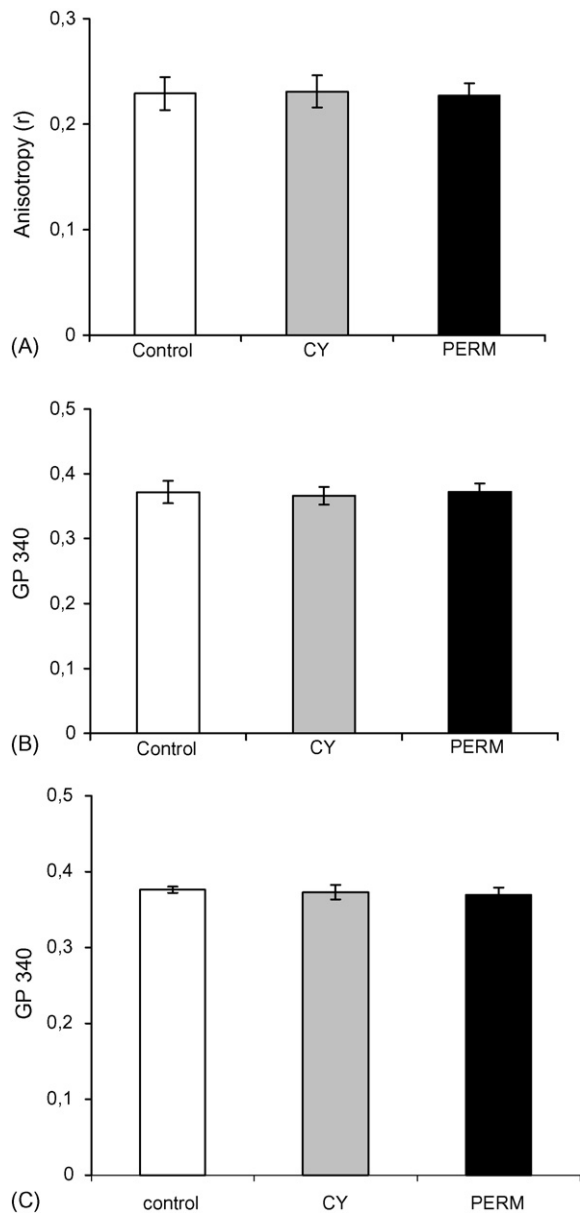 0,3
0,2
Anisotropy (r)
0,1
0
(A)
Control CY PERM
0,5
0,4
0,3
GP 340
0,2
0,1
0
(B)
Control CY PERM
0,5
0,4
0,3
GP 340
0,2
0,1
0
(C)
control CY PERM